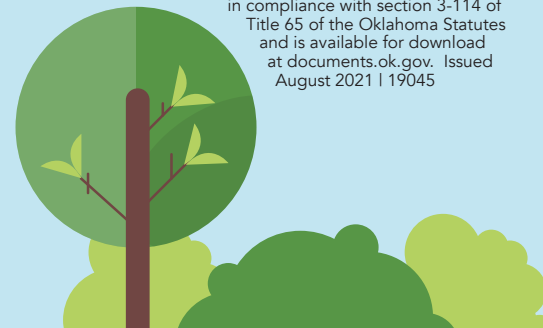 in compliance with section 3-114 of
Title 65 of the Oklahoma Statutes
and is available for download
at documents.ok.gov.  Issued
August 2021 | 19045